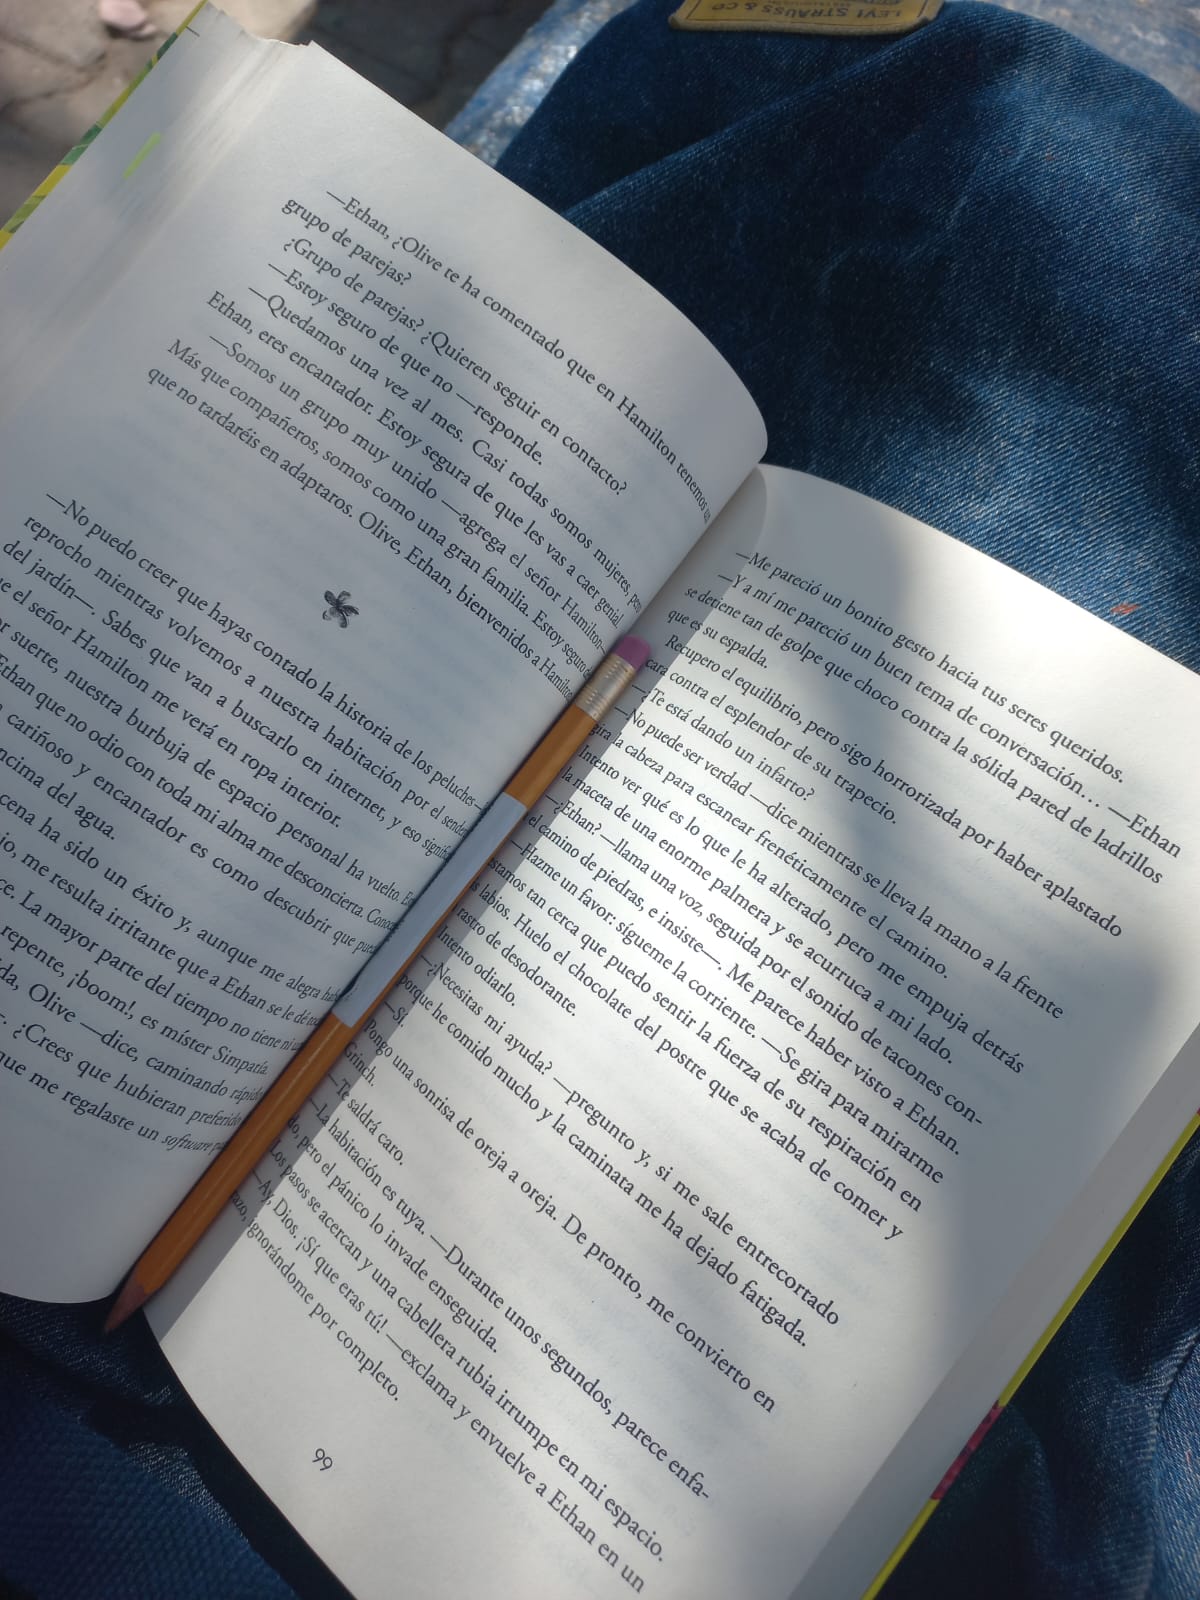 LEVI STRAUSS & CO
—Ethan, ¿Olive te ha comentado que en Hamilton tenemos un
grupo de parejas?
¿Grupo de parejas? ¿Quieren seguir en contacto?
—Estoy seguro de que no —responde.
—Quedamos una vez al mes. Casi todas somos mujeres, pero
Ethan, eres encantador. Estoy segura de que les vas a caer genial.
—Somos un grupo muy unido —agrega el señor Hamilton—
Más que compañeros, somos como una gran familia. Estoy seguro de
que no tardaréis en adaptaros. Olive, Ethan, bienvenidos a Hamilton
—No puedo creer que hayas contado la historia de los peluches—
reprocho mientras volvemos a nuestra habitación por el sendero
del jardín—. Sabes que van a buscarlo en internet, y eso
el señor Hamilton me verá en ropa interior.
suerte, nuestra burbuja de espacio personal ha vuelto.
Ethan que no odio con toda mi alma me desconcierta.
cariñoso y encantador es como descubrir que
encima del agua.
cena ha sido un éxito y, aunque me alegra
me resulta irritante que a Ethan se le dé
La mayor parte del tiempo no tiene
repente, ¡boom!, es míster Simpatía.
Olive —dice, caminando
¿Crees que hubieran preferido
que me regalaste un software
—Me pareció un bonito gesto hacia tus seres queridos.
—Y a mí me pareció un buen tema de conversación… —Ethan
se detiene tan de golpe que choco contra la sólida pared de ladrillos
que es su espalda.
Recupero el equilibrio, pero sigo horrorizada por haber aplastado
cara contra el esplendor de su trapecio.
—¿Te está dando un infarto?
—No puede ser verdad —dice mientras se lleva la mano a la frente
gira la cabeza para escanear frenéticamente el camino.
Intento ver qué es lo que le ha alterado, pero me empuja detrás
la maceta de una enorme palmera y se acurruca a mi lado.
—¿Ethan? —llama una voz, seguida por el sonido de tacones con-
el camino de piedras, e insiste—. Me parece haber visto a Ethan.
—Hazme un favor: sígueme la corriente. —Se gira para mirarme
estamos tan cerca que puedo sentir la fuerza de su respiración en
labios. Huelo el chocolate del postre que se acaba de comer y
rastro de desodorante.
Intento odiarlo.
—¿Necesitas mi ayuda? —pregunto y, si me sale entrecortado
porque he comido mucho y la caminata me ha dejado fatigada.
—Sí.
Pongo una sonrisa de oreja a oreja. De pronto, me convierto en
Grinch.
—Te saldrá caro.
—La habitación es tuya. —Durante unos segundos, parece enfa-
do, pero el pánico lo invade enseguida.
Los pasos se acercan y una cabellera rubia irrumpe en mi espacio.
—Ay, Dios. ¡Sí que eras tú! —exclama y envuelve a Ethan en un
ignorándome por completo.
99